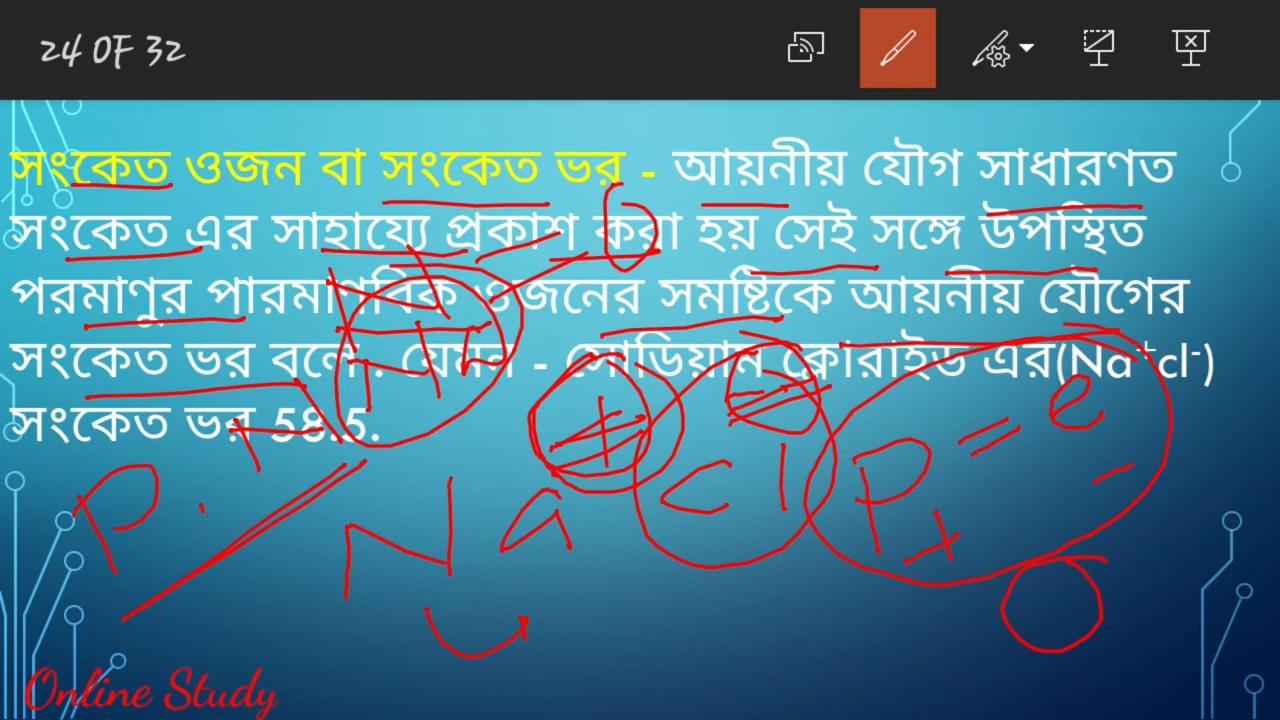 24 OF 32
সংকেত ওজন বা সংকেত ভর - আয়নীয় যৌগ সাধারণত
সংকেত এর সাহায্যে প্রকাশ করা হয় সেই সঙ্গে উপস্থিত
পরমাণুর পারমাণবিক ওজনের সমষ্টিকে আয়নীয় যৌগের
সংকেত ভর বলে। যেমন - সোডিয়াম ক্লোরাইড এর(Na⁺cl⁻)
সংকেত ভর 58.5.
Na + Cl -
P = e
+ -
Online Study